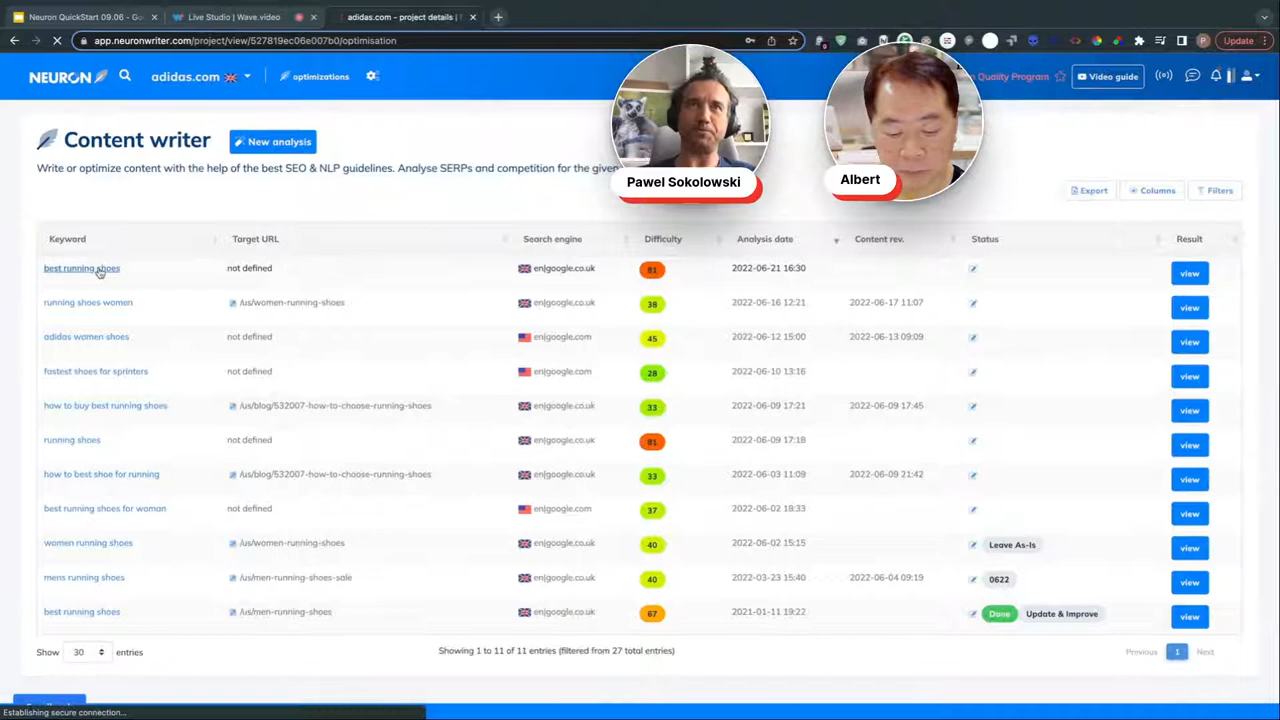 Neuron QuickStart 09.06 - Go
Live Studio | Wave.video
adidas.com - project details |
app.neuronwriter.com/project/view/527819ec06e007b0/optimisation
Update
NEURON
adidas.com
optimizations
n Quality Program
Video guide
Content writer
New analysis
Write or optimize content with the help of the best SEO & NLP guidelines. Analyse SERPs and competition for the given
Pawel Sokolowski
Albert
Export
Columns
Filters
Keyword Target URL Search engine Difficulty Analysis date Content rev. Status Result
best running shoes not defined en|google.co.uk 81 2022-06-21 16:30 view
running shoes women /us/women-running-shoes en|google.co.uk 38 2022-06-16 12:21 2022-06-17 11:07 view
adidas women shoes not defined en|google.com 45 2022-06-12 15:00 2022-06-13 09:09 view
fastest shoes for sprinters not defined en|google.com 28 2022-06-10 13:16 view
how to buy best running shoes /us/blog/532007-how-to-choose-running-shoes en|google.co.uk 33 2022-06-09 17:21 2022-06-09 17:45 view
running shoes not defined en|google.co.uk 81 2022-06-09 17:18 view
how to best shoe for running /us/blog/532007-how-to-choose-running-shoes en|google.co.uk 33 2022-06-03 11:09 2022-06-09 21:42 view
best running shoes for woman not defined en|google.com 37 2022-06-02 18:33 view
women running shoes /us/women-running-shoes en|google.co.uk 40 2022-06-02 15:15 Leave As-Is view
mens running shoes /us/men-running-shoes-sale en|google.co.uk 40 2022-03-23 15:40 2022-06-04 09:19 0622 view
best running shoes /us/men-running-shoes en|google.co.uk 67 2021-01-11 19:22 Done Update & Improve view
Show 30 entries
Showing 1 to 11 of 11 entries (filtered from 27 total entries)
Previous 1 Next
Establishing secure connection...